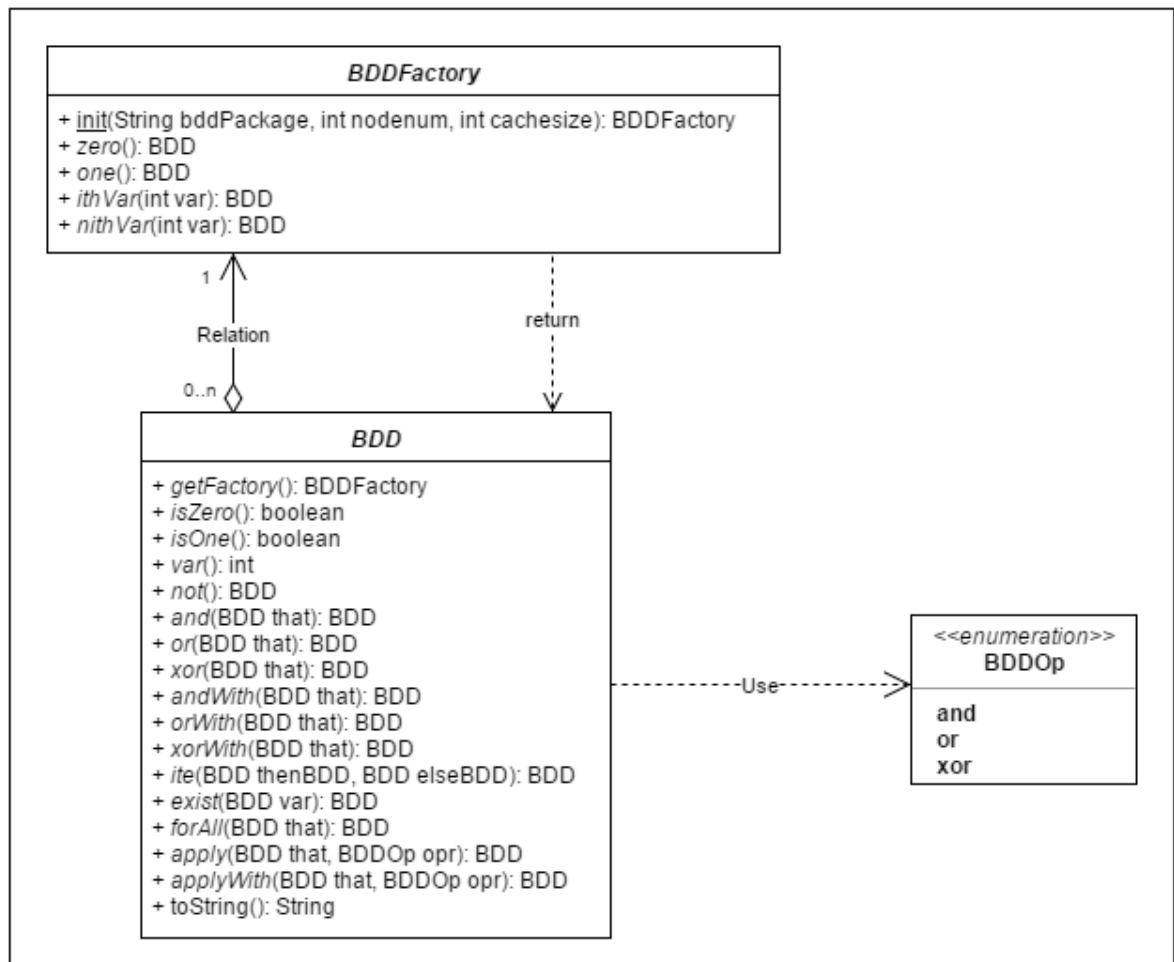 BDDFactory
+ init(String bddPackage, int nodenum, int cachesize): BDDFactory
+ zero(): BDD
+ one(): BDD
+ ithVar(int var): BDD
+ nithVar(int var): BDD
1
Relation
return
0..n
BDD
+ getFactory(): BDDFactory
+ isZero(): boolean
+ isOne(): boolean
+ var(): int
+ not(): BDD
+ and(BDD that): BDD
+ or(BDD that): BDD
+ xor(BDD that): BDD
+ andWith(BDD that): BDD
+ orWith(BDD that): BDD
+ xorWith(BDD that): BDD
+ ite(BDD thenBDD, BDD elseBDD): BDD
+ exist(BDD var): BDD
+ forAll(BDD that): BDD
+ apply(BDD that, BDDOp opr): BDD
+ applyWith(BDD that, BDDOp opr): BDD
+ toString(): String
Use
<<enumeration>>
BDDOp
and
or
xor